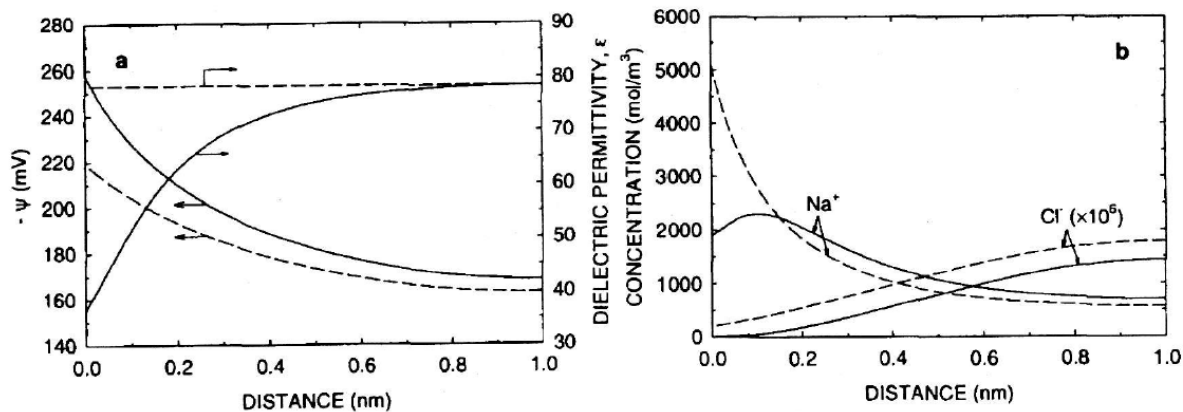 a
280
260
240
220
200
180
160
140
- ψ (mV)
90
80
70
60
50
40
30
DIELECTRIC PERMITTIVITY, ε
0.0 0.2 0.4 0.6 0.8 1.0
DISTANCE (nm)
b
6000
5000
4000
3000
2000
1000
0
CONCENTRATION (mol/m³)
Na⁺
Cl⁻ (×10⁶)
0.0 0.2 0.4 0.6 0.8 1.0
DISTANCE (nm)